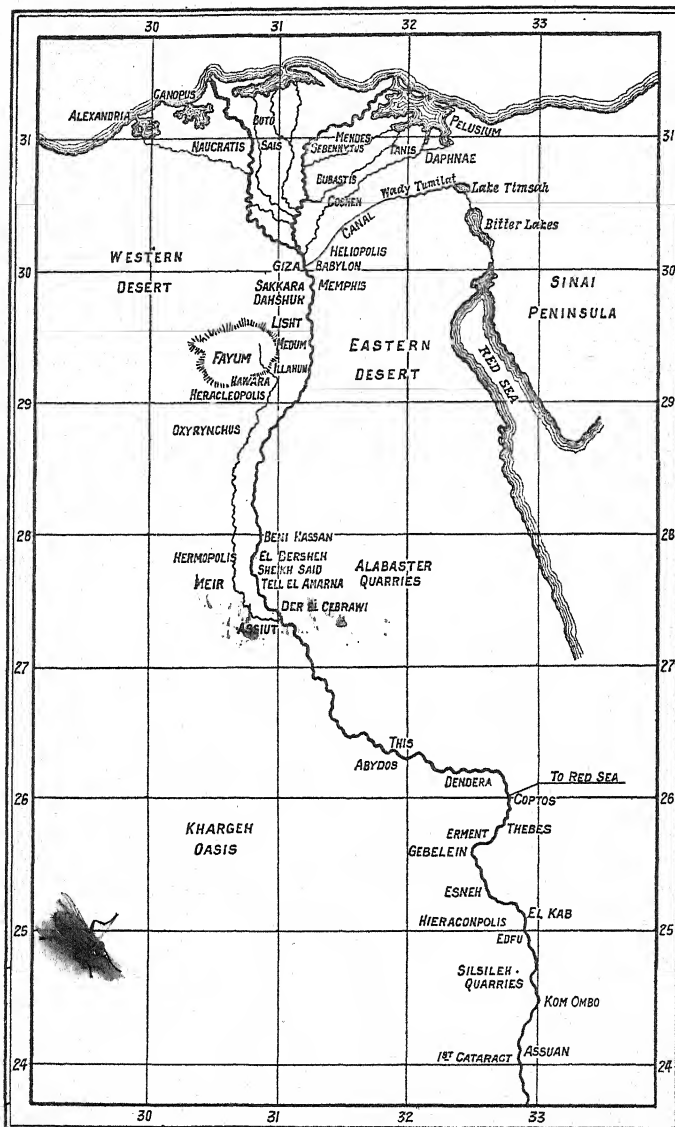 30 31 32 33
CANOPUS
ALEXANDRIA
BUTO
PELUSIUM
31 31
MENDES
NAUCRATIS
SAIS
SEBENNYTUS
TANIS
DAPHNAE
BUBASTIS
Wady Tumilat
Lake Timsah
GOSHEN
CANAL
Bitter Lakes
HELIOPOLIS
WESTERN
DESERT
GIZA
BABYLON
30 30
SAKKARA
MEMPHIS
DAHSHUR
SINAI
PENINSULA
LISHT
MEDUM
EASTERN
DESERT
FAYUM
ILLAHUN
RED SEA
HAWARA
HERACLEOPOLIS
29 29
OXYRYNCHUS
28 28
BENI HASSAN
HERMOPOLIS
EL BERSHEH
SHEIKH SAID
ALABASTER
QUARRIES
MEIR
TELL EL AMARNA
DER EL GEBRAWI
ASSIUT
27 27
THIS
ABYDOS
DENDERA
TO RED SEA
26 26
COPTOS
KHARGEH
OASIS
ERMENT
THEBES
GEBELEIN
ESNEH
EL KAB
HIERACONPOLIS
25 25
EDFU
SILSILEH.
QUARRIES
KOM OMBO
ASSUAN
1ST CATARACT
24 24
30 31 32 33